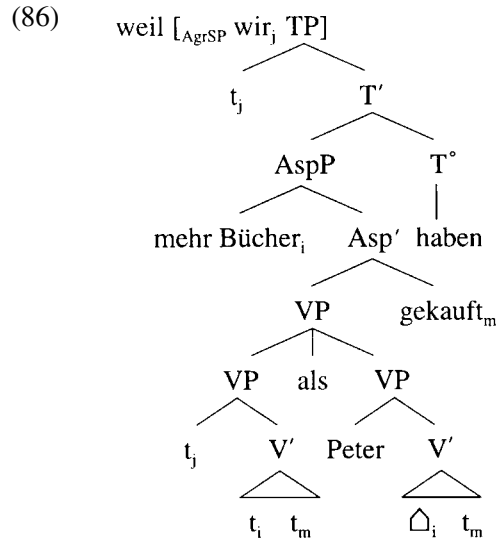 (86) weil [AgrSP wirj TP]
tj T′
AspP T°
mehr Bücheri Asp′ haben
VP gekauftm
VP als VP
tj V′ Peter V′
ti tm ⌂i tm